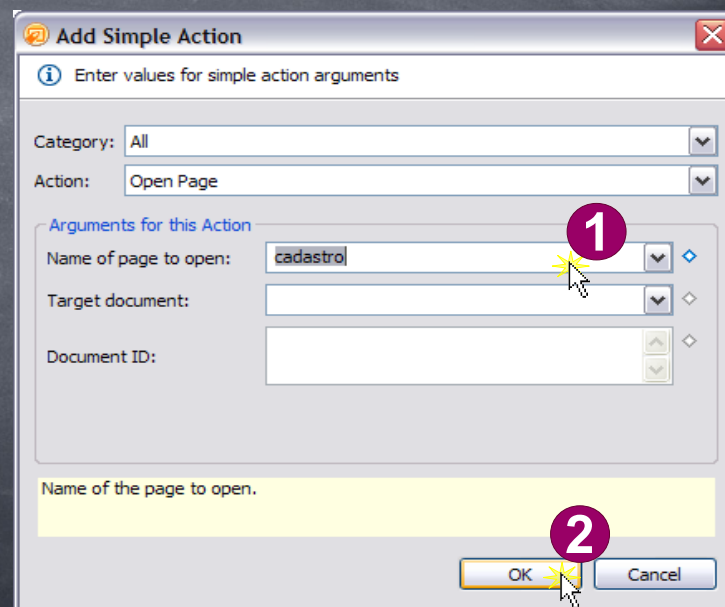 Add Simple Action
Enter values for simple action arguments
Category: All
Action: Open Page
Arguments for this Action
1
Name of page to open: cadastro
Target document:
Document ID:
Name of the page to open.
2
OK Cancel